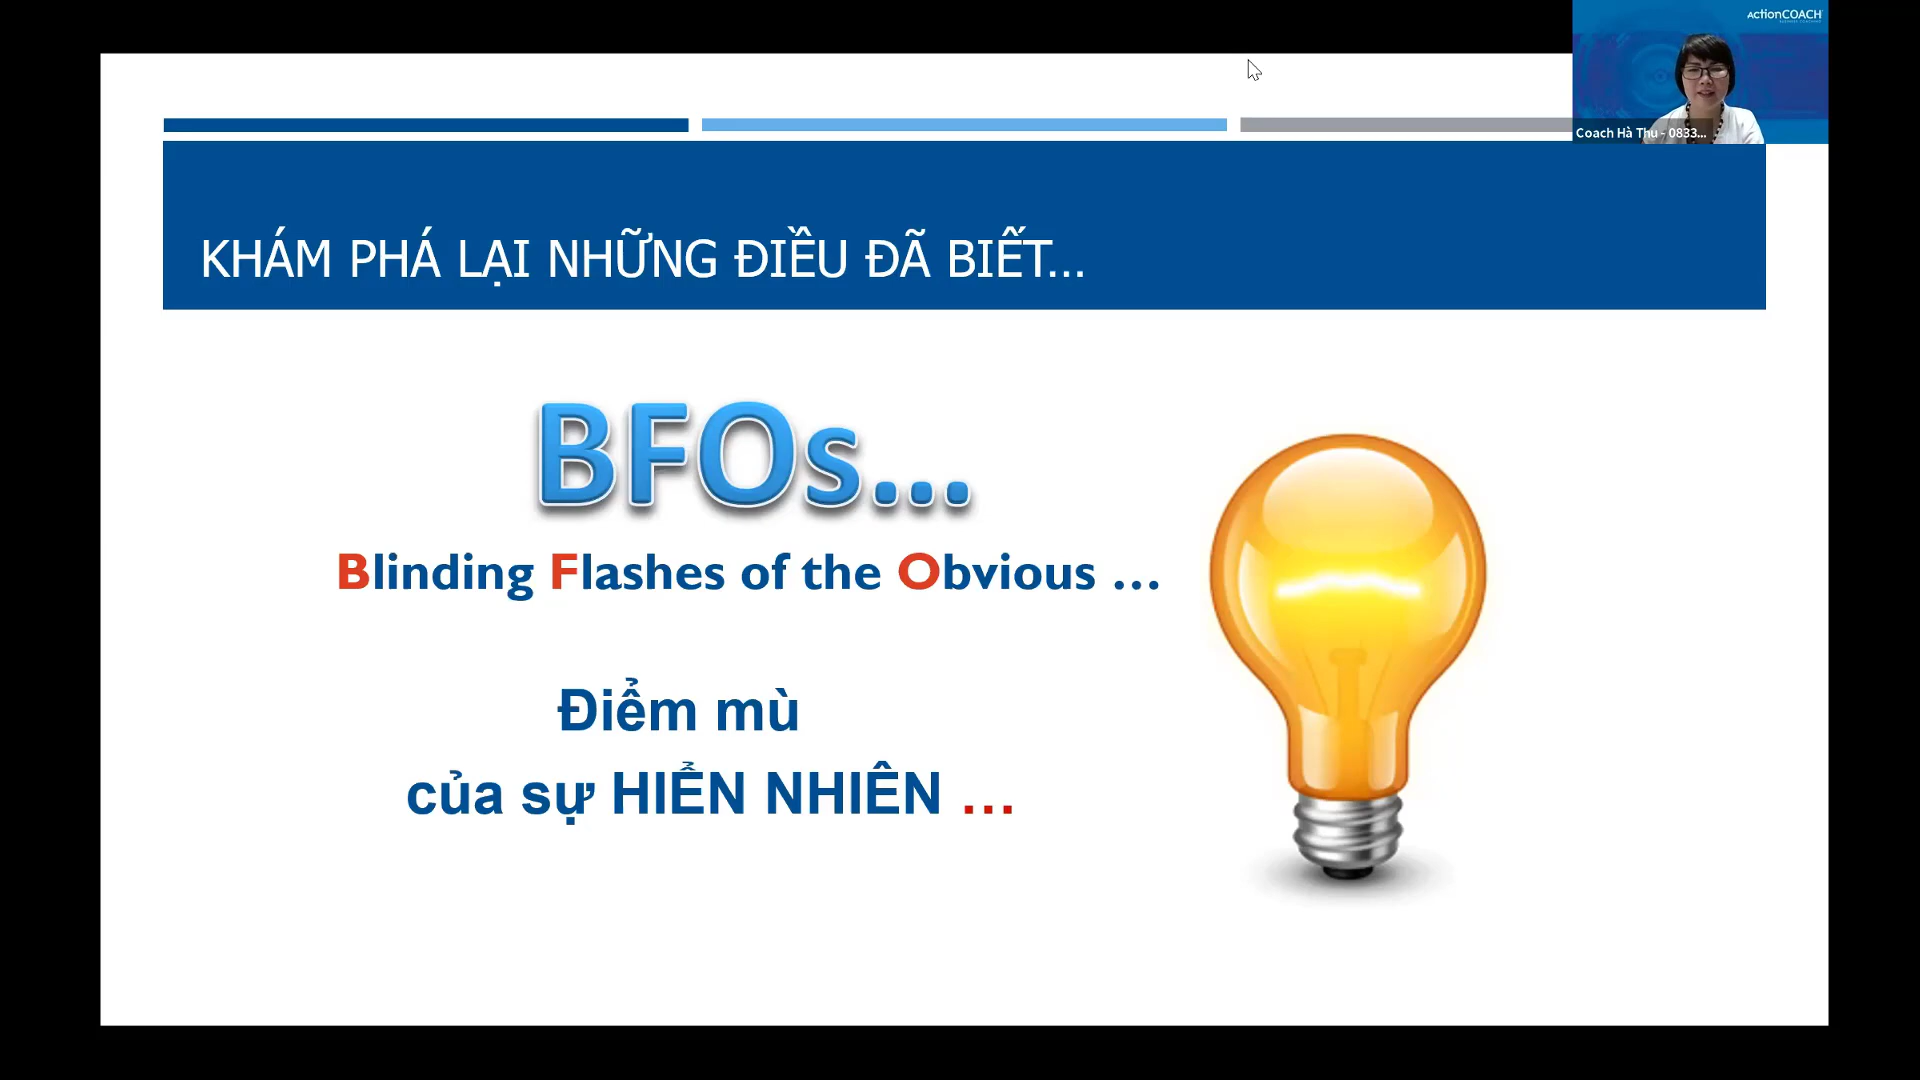 ActionCOACH
Coach Hà Thu - 0833...
KHÁM PHÁ LẠI NHỮNG ĐIỀU ĐÃ BIẾT...
BFOs...
Blinding Flashes of the Obvious ...
Điểm mù
của sự HIỂN NHIÊN ...